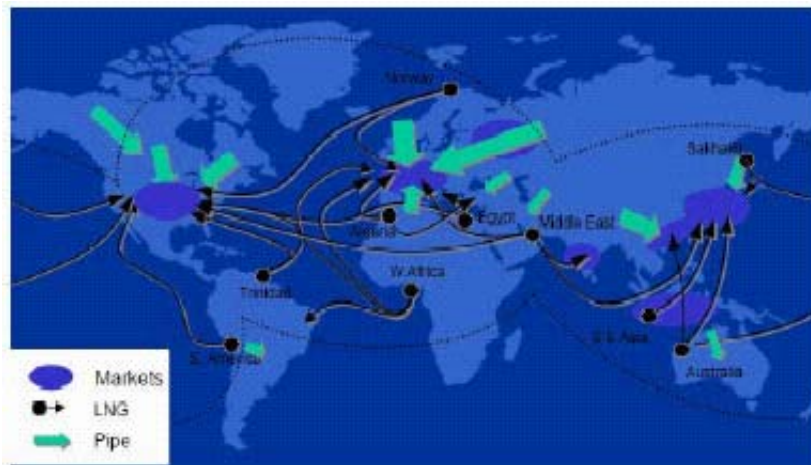 Norway
Sakhalin
Algeria
Egypt
Middle East
Trinidad
W.Africa
S. America
S.E. Asia
Australia
Markets
LNG
Pipe